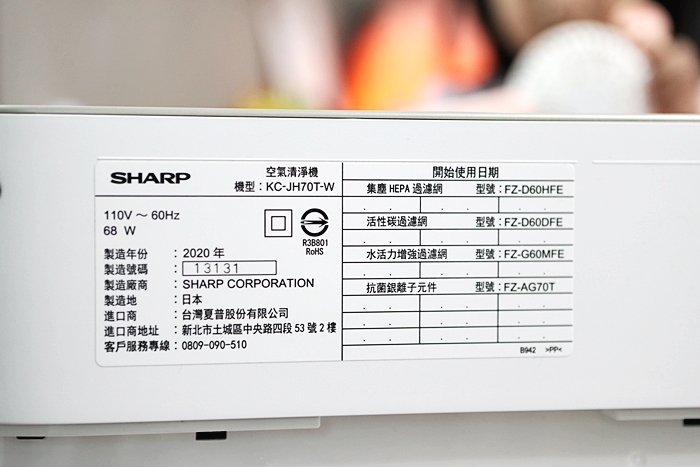 SHARP
空氣清淨機
機型：KC-JH70T-W
110V ～ 60Hz
68 W
R3B801
RoHS
製造年份 ：2020 年
製造號碼 ：13131
製造廠商 ：SHARP CORPORATION
製造地 ：日本
進口商 ：台灣夏普股份有限公司
進口商地址 ：新北市土城區中央路四段 53 號 2 樓
客戶服務專線：0809-090-510
開始使用日期
集塵 HEPA 過濾網 型號：FZ-D60HFE
活性碳過濾網 型號：FZ-D60DFE
水活力增強過濾網 型號：FZ-G60MFE
抗菌銀離子元件 型號：FZ-AG70T
B942 >PP<